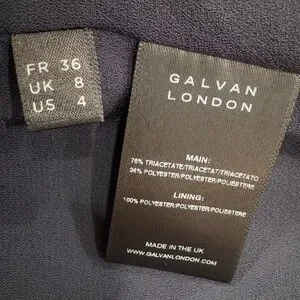 FR 36
UK 8
US 4
GALVAN
LONDON
MAIN:
76% TRIACETATE/TRIACETAT/TRIACETATO
24% POLYESTER/POLYESTER/POLIESTERE
LINING:
100% POLYESTER/POLYESTER/POLIESTERE
MADE IN THE UK
WWW.GALVANLONDON.COM